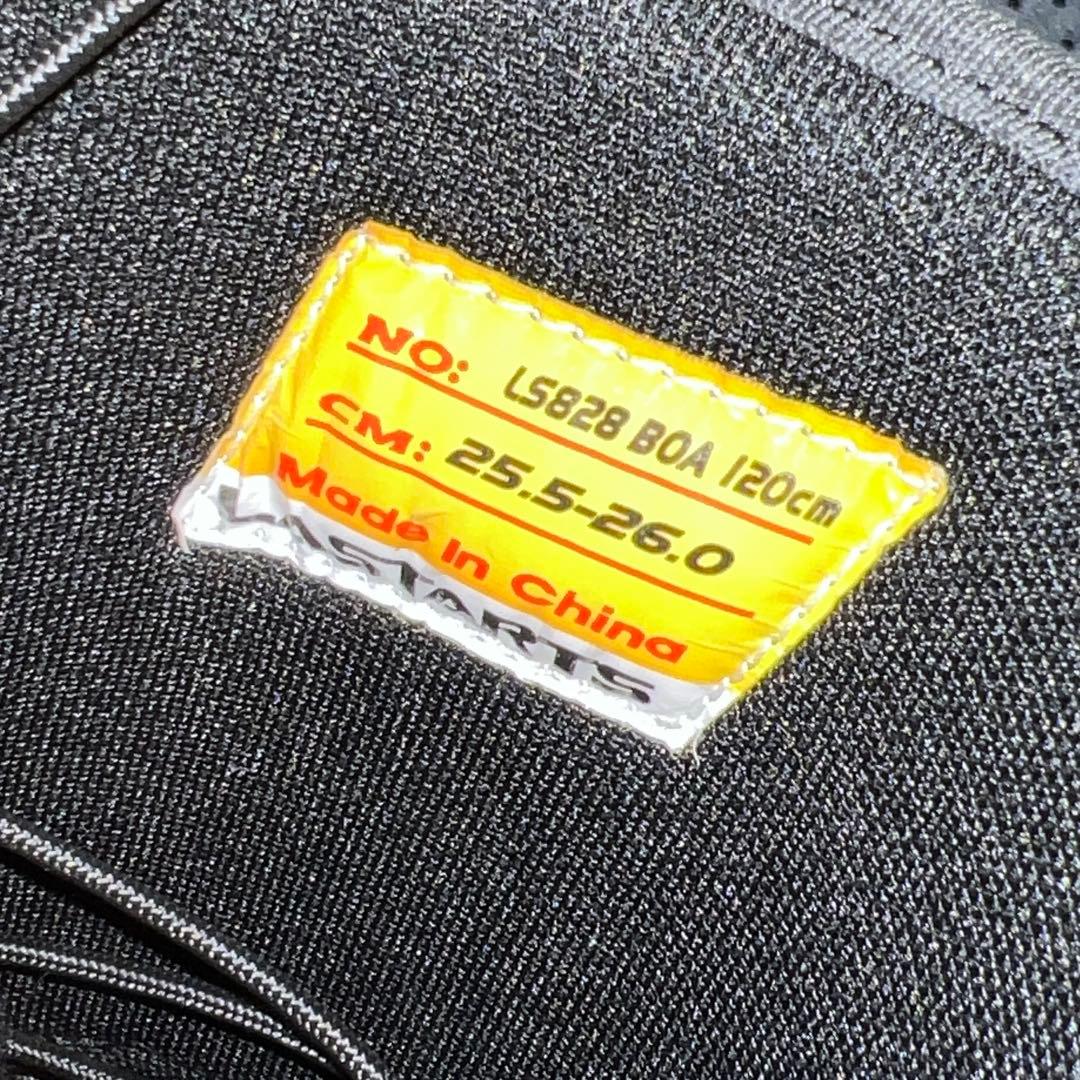 NO: LS828 BOA 120cm
CM: 25.5-26.0
Made In China
LASTARTS